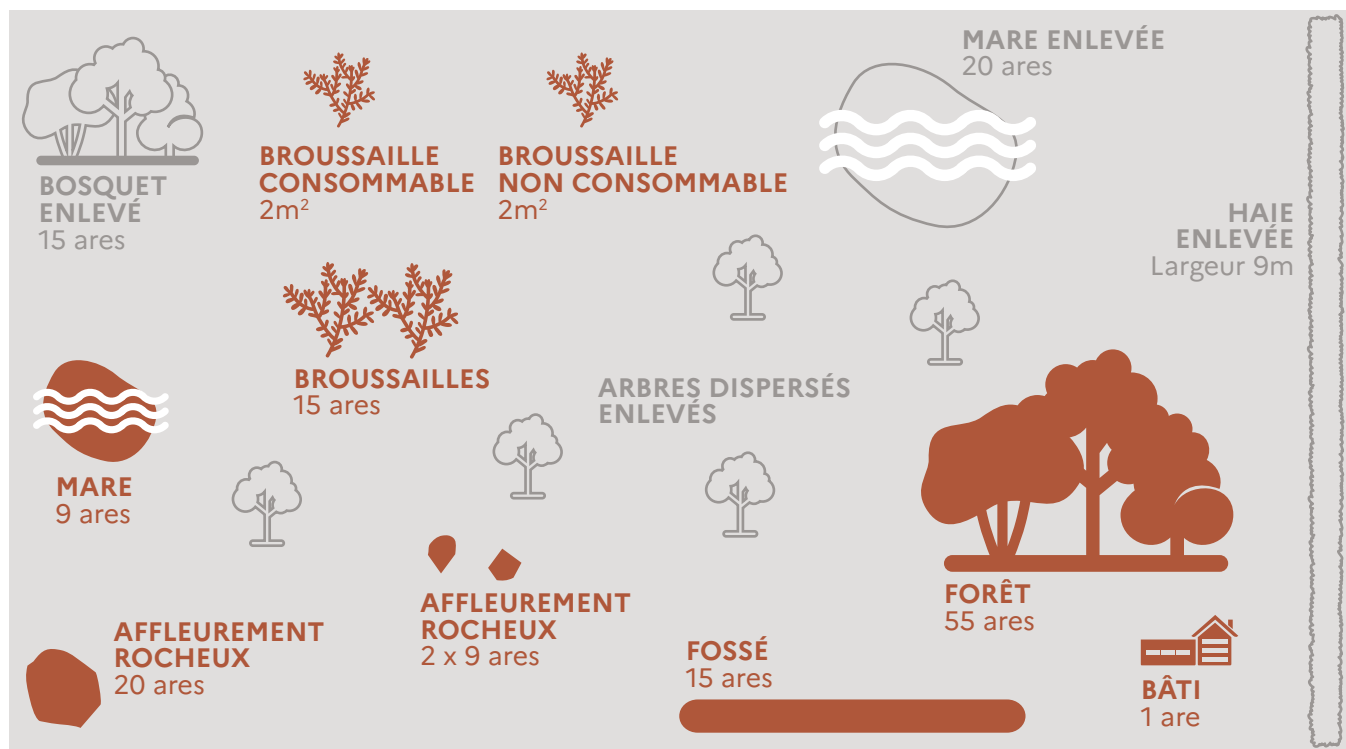 MARE ENLEVÉE
20 ares
BROUSSAILLE
CONSOMMABLE
2m²
BROUSSAILLE
NON CONSOMMABLE
2m²
BOSQUET
ENLEVÉ
15 ares
HAIE
ENLEVÉE
Largeur 9m
BROUSSAILLES
15 ares
ARBRES DISPERSÉS
ENLEVÉS
MARE
9 ares
FORÊT
55 ares
AFFLEUREMENT
ROCHEUX
2 x 9 ares
AFFLEUREMENT
ROCHEUX
20 ares
FOSSÉ
15 ares
BÂTI
1 are